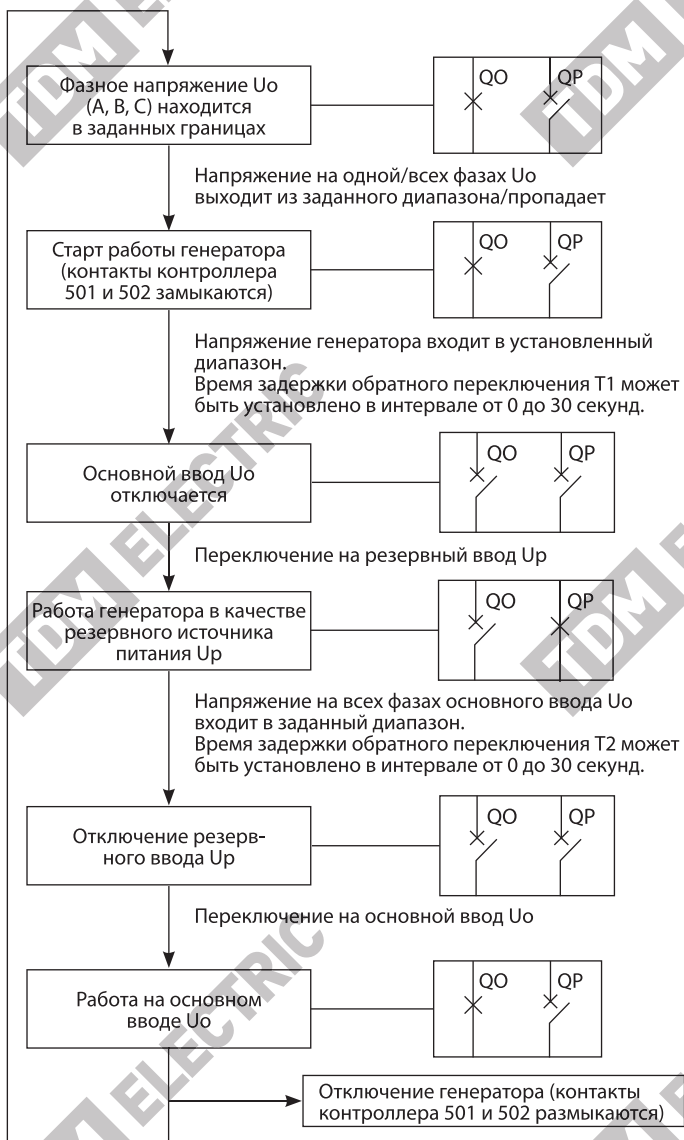 Фазное напряжение Uo
(A, B, C) находится
в заданных границах
QO
QP
Напряжение на одной/всех фазах Uo
выходит из заданного диапазона/пропадает
Старт работы генератора
(контакты контроллера
501 и 502 замыкаются)
QO
QP
Напряжение генератора входит в установленный
диапазон.
Время задержки обратного переключения T1 может
быть установлено в интервале от 0 до 30 секунд.
Основной ввод Uo
отключается
QO
QP
Переключение на резервный ввод Up
Работа генератора в качестве
резервного источника
питания Up
QO
QP
Напряжение на всех фазах основного ввода Uo
входит в заданный диапазон.
Время задержки обратного переключения T2 может
быть установлено в интервале от 0 до 30 секунд.
Отключение резерв-
ного ввода Up
QO
QP
Переключение на основной ввод Uo
Работа на основном
вводе Uo
QO
QP
Отключение генератора (контакты
контроллера 501 и 502 размыкаются)
TDM ELECTRIC
TDM ELECTRIC